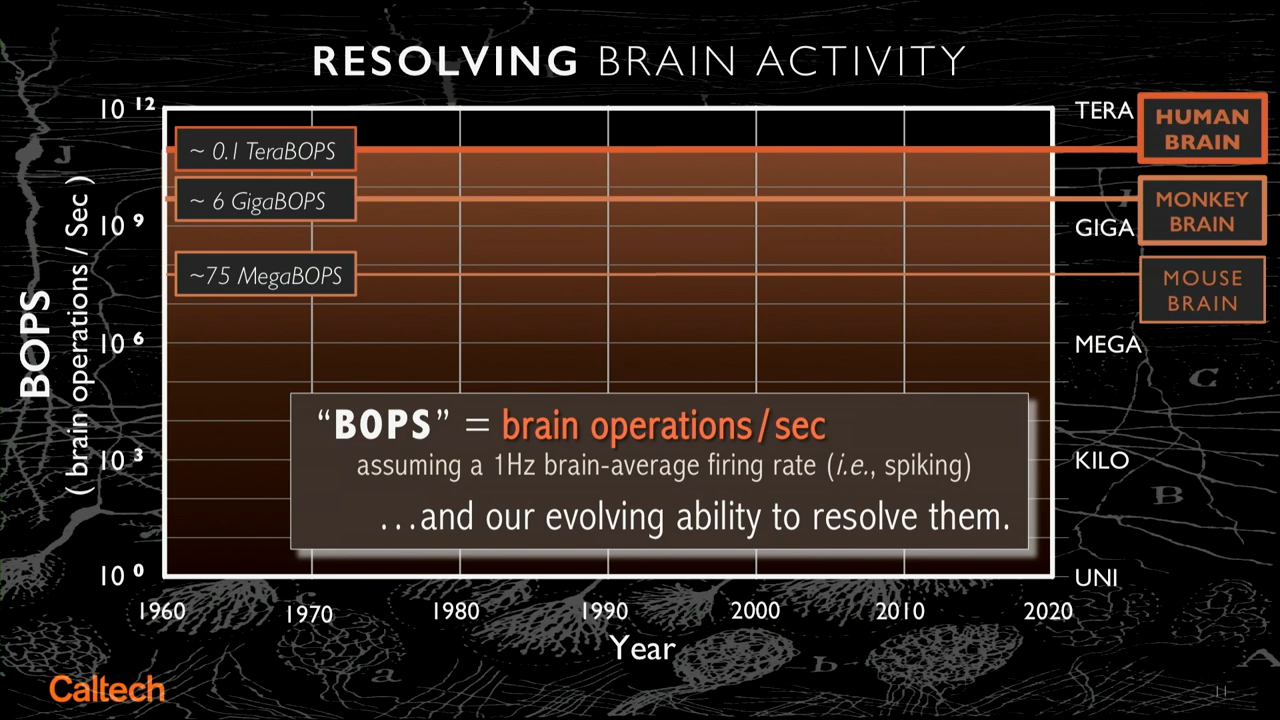 RESOLVING BRAIN ACTIVITY
10 12
TERA
HUMAN
BRAIN
~ 0.1 TeraBOPS
~ 6 GigaBOPS
MONKEY
BRAIN
10 9
GIGA
~75 MegaBOPS
MOUSE
BRAIN
BOPS
( brain operations / Sec )
10 6
MEGA
"BOPS" = brain operations/sec
assuming a 1Hz brain-average firing rate (i.e., spiking)
...and our evolving ability to resolve them.
10 3
KILO
10 0
UNI
1960 1970 1980 1990 2000 2010 2020
Year
Caltech
11
J
C
B
A
a
b
c